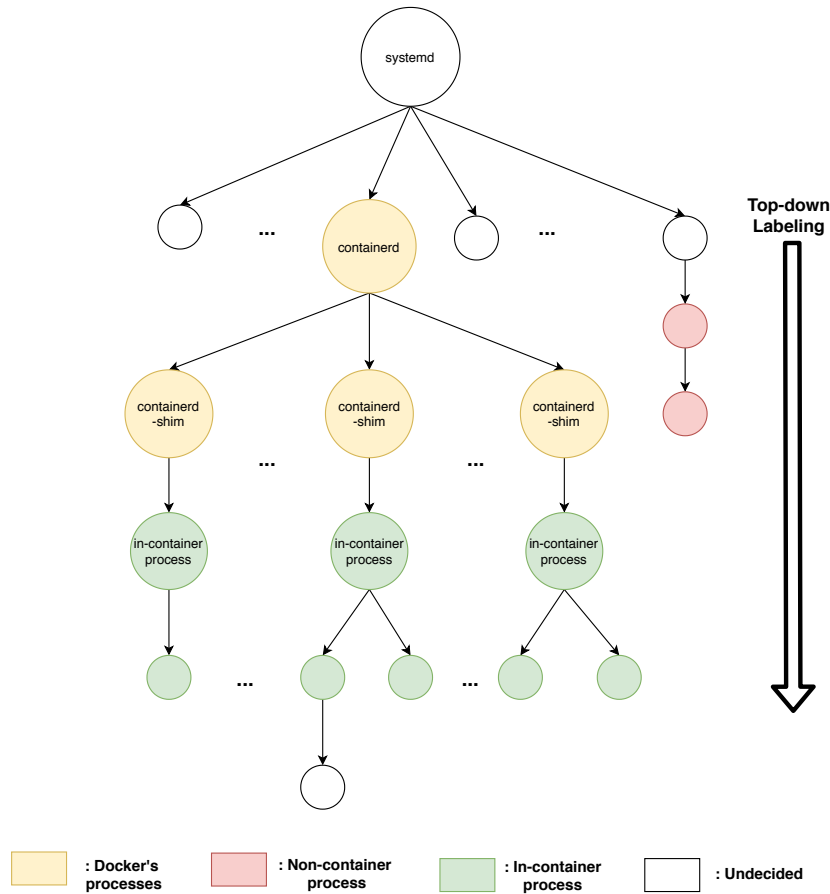 systemd
Top-down
Labeling
...
containerd
...
containerd
-shim
containerd
-shim
containerd
-shim
...
...
in-container
process
in-container
process
in-container
process
...
...
: Docker's
processes
: Non-container
process
: In-container
process
: Undecided